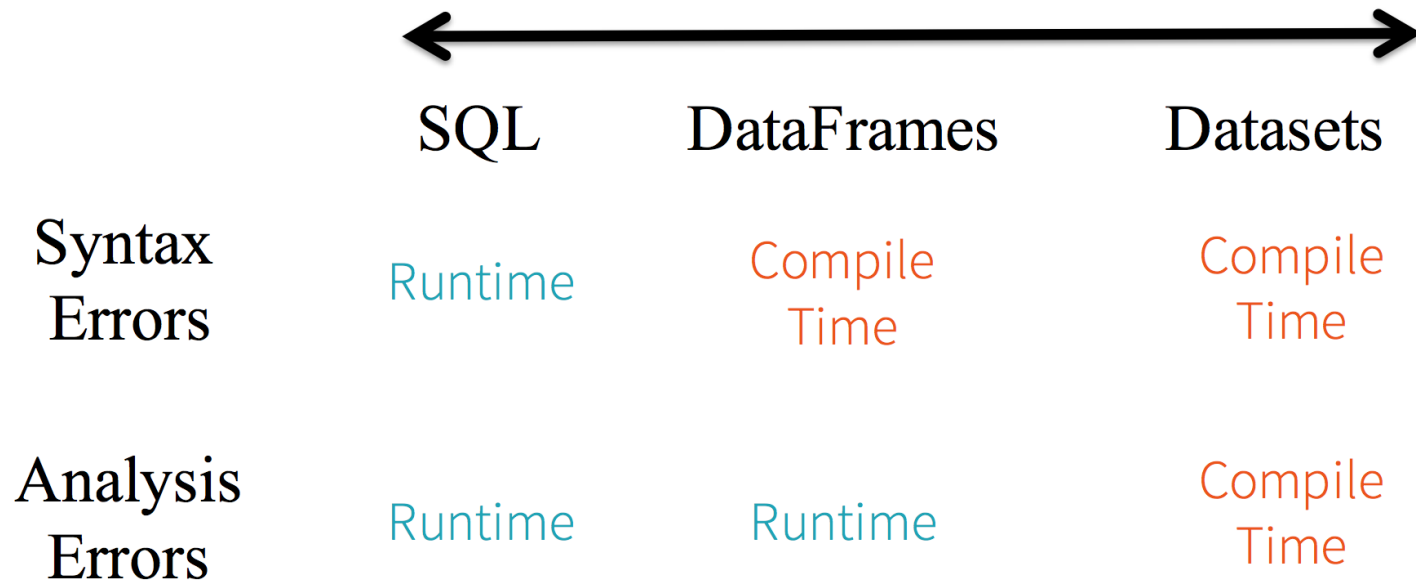 SQL DataFrames Datasets
Syntax
Errors
Runtime
Compile
Time
Compile
Time
Analysis
Errors
Runtime
Runtime
Compile
Time